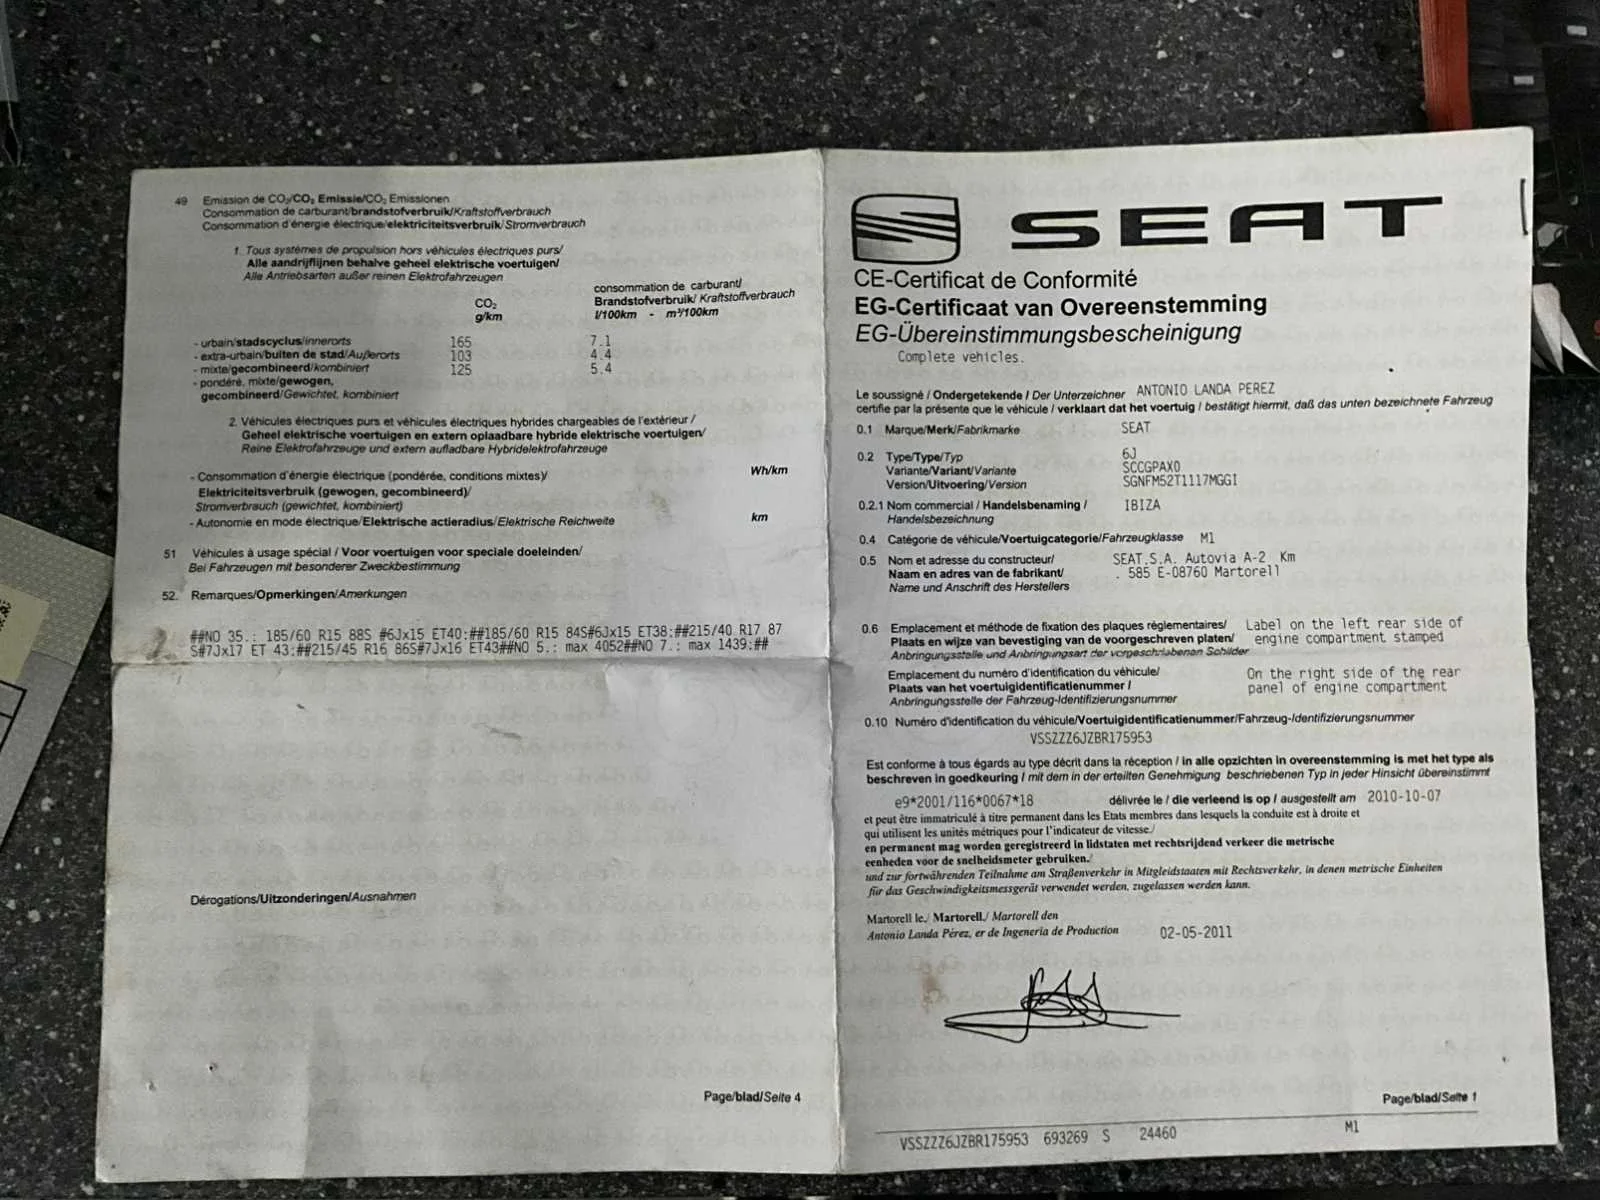 49 Emission de CO₂/CO₂ Emissie/CO₂ Emissionen
Consommation de carburant/brandstofverbruik/Kraftstoffverbrauch
Consommation d'énergie électrique/elektriciteitsverbruik/Stromverbrauch
1. Tous systèmes de propulsion hors véhicules électriques purs/
Alle aandrijflijnen behalve geheel elektrische voertuigen/
Alle Antriebsarten außer reinen Elektrofahrzeugen
CO₂
g/km
consommation de carburant/
Brandstofverbruik/ Kraftstoffverbrauch
l/100km - m³/100km
- urbain/stadscyclus/innerorts 165 7.1
- extra-urbain/buiten de stad/Außerorts 103 4.4
- mixte/gecombineerd/kombiniert 125 5.4
- pondéré, mixte/gewogen,
gecombineerd/Gewichtet, kombiniert
2. Véhicules électriques purs et véhicules électriques hybrides chargeables de l'extérieur /
Geheel elektrische voertuigen en extern oplaadbare hybride elektrische voertuigen/
Reine Elektrofahrzeuge und extern aufladbare Hybridelektrofahrzeuge
- Consommation d'énergie électrique (pondérée, conditions mixtes)/ Wh/km
Elektriciteitsverbruik (gewogen, gecombineerd)/
Stromverbrauch (gewichtet, kombiniert)
- Autonomie en mode électrique/Elektrische actieradius/Elektrische Reichweite km
51 Véhicules à usage spécial / Voor voertuigen voor speciale doeleinden/
Bei Fahrzeugen mit besonderer Zweckbestimmung
52. Remarques/Opmerkingen/Amerkungen
##NO 35.: 185/60 R15 88S #6Jx15 ET40:##185/60 R15 84S#6Jx15 ET38:##215/40 R17 87
S#7Jx17 ET 43:##215/45 R16 86S#7Jx16 ET43##NO 5.: max 4052##NO 7.: max 1439:##
Dérogations/Uitzonderingen/Ausnahmen
Page/blad/Seite 4
SEAT
CE-Certificat de Conformité
EG-Certificaat van Overeenstemming
EG-Übereinstimmungsbescheinigung
Complete vehicles.
Le soussigné / Ondergetekende / Der Unterzeichner ANTONIO LANDA PEREZ
certifie par la présente que le véhicule / verklaart dat het voertuig / bestätigt hiermit, daß das unten bezeichnete Fahrzeug
0.1 Marque/Merk/Fabrikmarke SEAT
0.2 Type/Type/Typ 6J
Variante/Variant/Variante SCCGPAX0
Version/Uitvoering/Version SGNFM52T1117MGGI
0.2.1 Nom commercial / Handelsbenaming / IBIZA
Handelsbezeichnung
0.4 Catégorie de véhicule/Voertuigcategorie/Fahrzeugklasse M1
0.5 Nom et adresse du constructeur/ SEAT.S.A. Autovia A-2 Km
Naam en adres van de fabrikant/ . 585 E-08760 Martorell
Name und Anschrift des Herstellers
0.6 Emplacement et méthode de fixation des plaques règlementaires/ Label on the left rear side of
Plaats en wijze van bevestiging van de voorgeschreven platen/ engine compartment stamped
Anbringungsstelle und Anbringungsart der vorgeschriebenen Schilder
Emplacement du numéro d'identification du véhicule/ On the right side of the rear
Plaats van het voertuigidentificatienummer / panel of engine compartment
Anbringungsstelle der Fahrzeug-Identifizierungsnummer
0.10 Numéro d'identification du véhicule/Voertuigidentificatienummer/Fahrzeug-Identifizierungsnummer
VSSZZZ6JZBR175953
Est conforme à tous égards au type décrit dans la réception / in alle opzichten in overeenstemming is met het type als
beschreven in goedkeuring / mit dem in der erteilten Genehmigung beschriebenen Typ in jeder Hinsicht übereinstimmt
e9*2001/116*0067*18 délivrée le / die verleend is op / ausgestellt am 2010-10-07
et peut être immatriculé à titre permanent dans les Etats membres dans lesquels la conduite est à droite et
qui utilisent les unités métriques pour l'indicateur de vitesse./
en permanent mag worden geregistreerd in lidstaten met rechtsrijdend verkeer die metrische
eenheden voor de snelheidsmeter gebruiken./
und zur fortwährenden Teilnahme am Straßenverkehr in Mitgleidstaaten mit Rechtsverkehr, in denen metrische Einheiten
für das Geschwindigkeitsmessgerät verwendet werden, zugelassen werden kann.
Martorell le./ Martorell./ Martorell den
Antonio Landa Pérez, er de Ingeneria de Production 02-05-2011
Page/blad/Seite 1
VSSZZZ6JZBR175953 693269 S 24460 M1